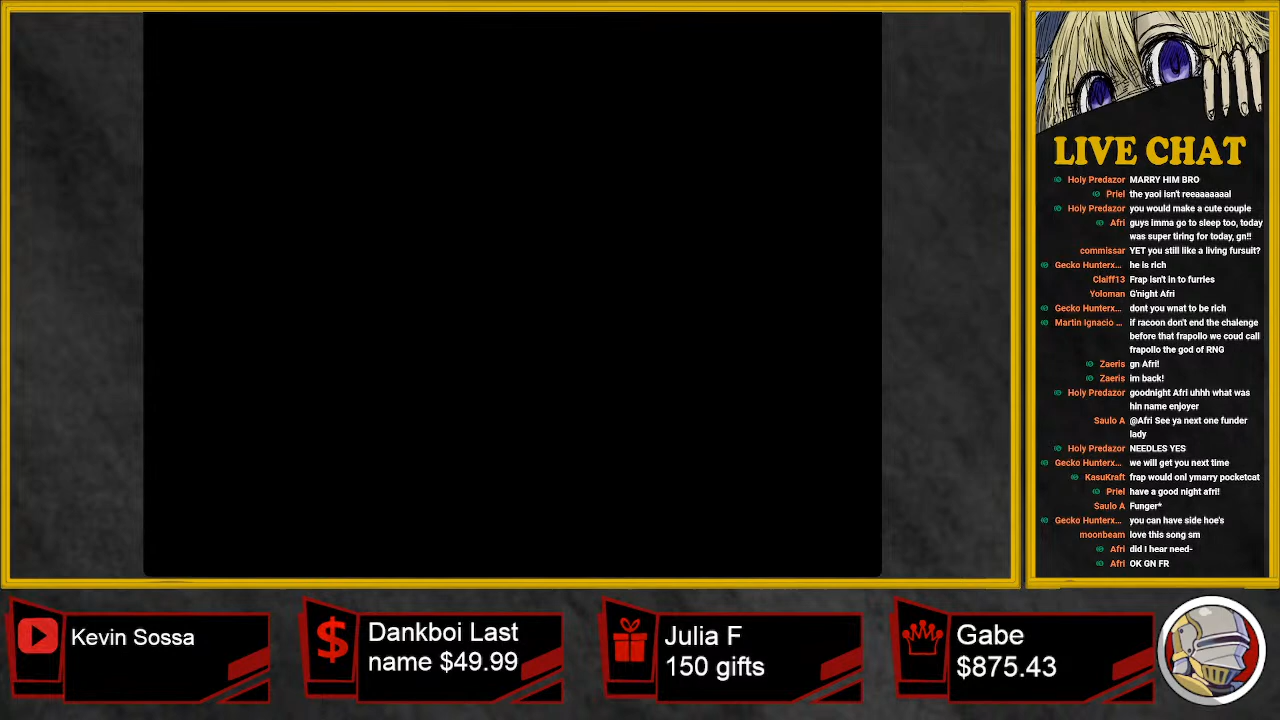 LIVE CHAT
Holy Predazor MARRY HIM BRO
Priel the yaoi isn't reeaaaaaaal
Holy Predazor you would make a cute couple
Afri guys imma go to sleep too, today
was super tiring for today, gn!!
commissar YET you still like a living fursuit?
Gecko Hunterx... he is rich
Claiff13 Frap isn't in to furries
Yoloman G'night Afri
Gecko Hunterx... dont you wnat to be rich
Martin Ignacio ... if racoon don't end the chalenge
before that frapollo we coud call
frapollo the god of RNG
Zaeris gn Afri!
Zaeris im back!
Holy Predazor goodnight Afri uhhh what was
hin name enjoyer
Saulo A @Afri See ya next one funder
lady
Holy Predazor NEEDLES YES
Gecko Hunterx... we will get you next time
KasuKraft frap would onl ymarry pocketcat
Priel have a good night afri!
Saulo A Funger*
Gecko Hunterx... you can have side hoe's
moonbeam love this song sm
Afri did I hear need-
Afri OK GN FR
Kevin Sossa
Dankboi Last
name $49.99
Julia F
150 gifts
Gabe
$875.43